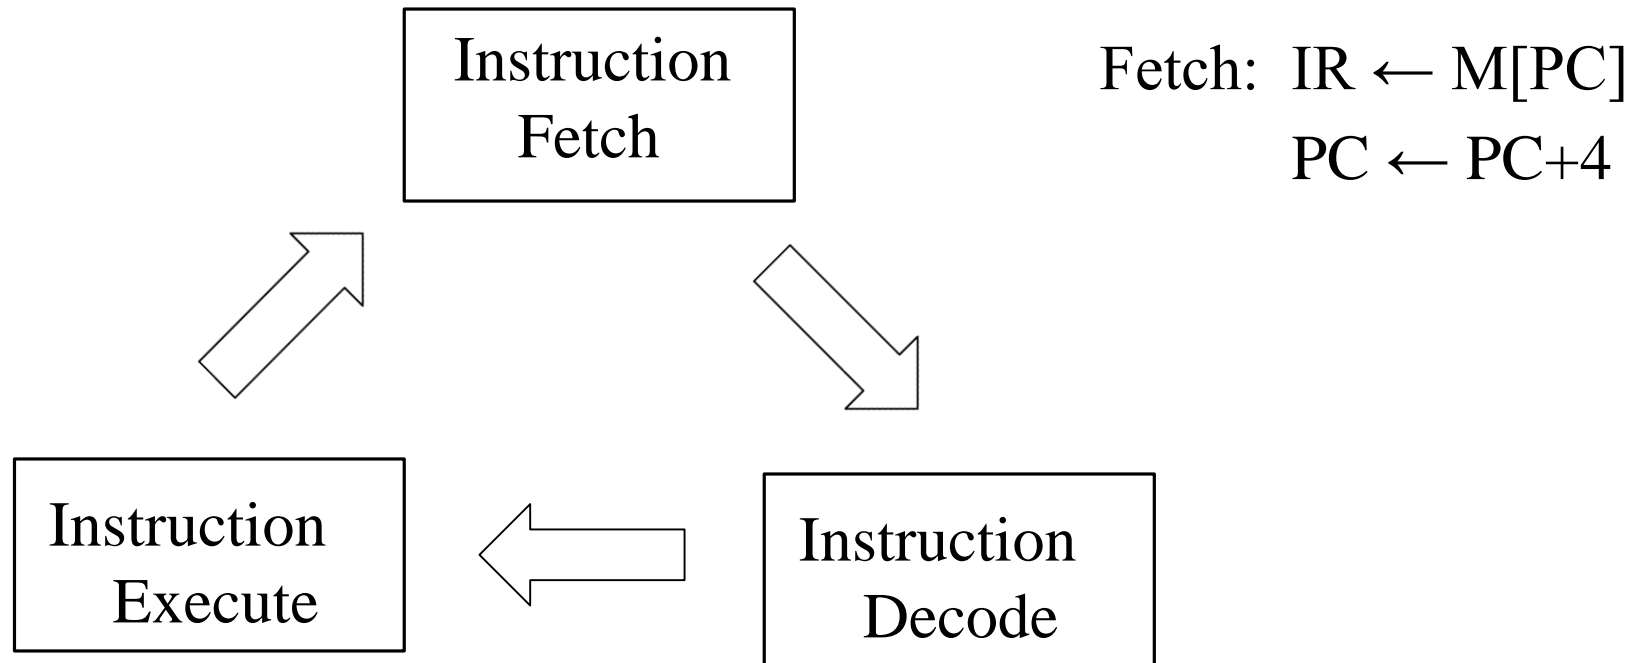 Instruction
Fetch
Fetch: IR ← M[PC]
PC ← PC+4
Instruction
Execute
Instruction
Decode